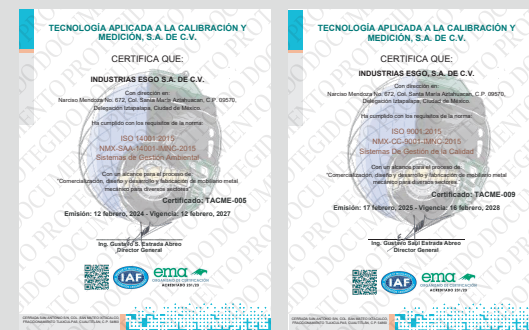 TECNOLOGÍA APLICADA A LA CALIBRACIÓN Y
MEDICIÓN, S.A. DE C.V.
CERTIFICA QUE:
INDUSTRIAS ESGO S.A. DE C.V.
Con dirección en:
Narciso Mendoza No. 672, Col. Santa María Aztahuacan, C.P. 09570,
Delegación Iztapalapa, Ciudad de México.
Ha cumplido con los requisitos de la norma:
ISO 14001:2015
NMX-SAA-14001-IMNC-2015
Sistemas de Gestión Ambiental
Con un alcance para el proceso de
"Comercialización, diseño y desarrollo y fabricación de mobiliario metal
mecánico para diversos sectores"
Certificado: TACME-005
Emisión: 12 febrero, 2024 - Vigencia: 12 febrero, 2027
Ing. Gustavo S. Estrada Abreo
Director General
IAF
ema
ORGANISMO DE CERTIFICACIÓN
TECNOLOGÍA APLICADA A LA CALIBRACIÓN Y
MEDICIÓN, S.A. DE C.V.
CERTIFICA QUE:
INDUSTRIAS ESGO, S.A. DE C.V.
Con dirección en:
Narciso Mendoza No. 672, Col. Santa María Aztahuacan, C.P. 09570,
Delegación Iztapalapa, Ciudad de México.
Ha cumplido con los requisitos de la norma:
ISO 9001:2015
NMX-CC-9001-IMNC-2015
Sistemas De Gestión de la Calidad
Con un alcance para el proceso de
"Comercialización, diseño y desarrollo y fabricación de mobiliario metal
mecánico para diversos sectores"
Certificado: TACME-009
Emisión: 17 febrero, 2025 - Vigencia: 16 febrero, 2028
Ing. Gustavo Saúl Estrada Abreo
Director General
IAF
ema
ORGANISMO DE CERTIFICACIÓN